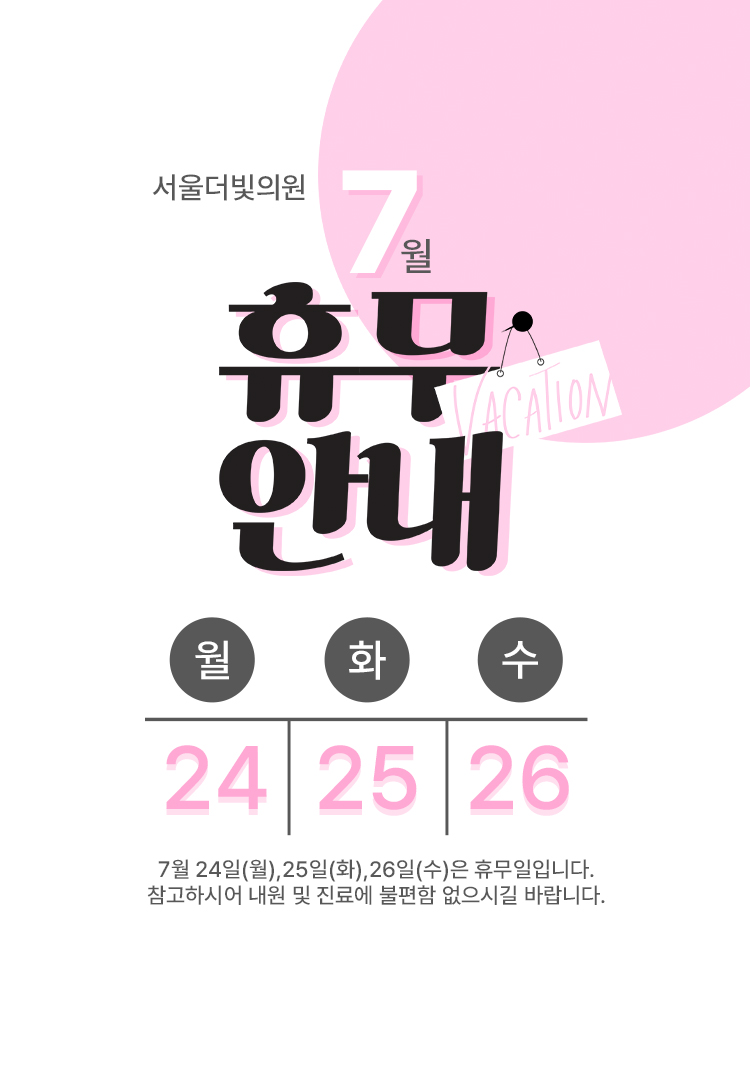 서울더빛의원
7월
휴무
VACATION
안내
월 화 수
24 25 26
7월 24일(월),25일(화),26일(수)은 휴무일입니다.
참고하시어 내원 및 진료에 불편함 없으시길 바랍니다.